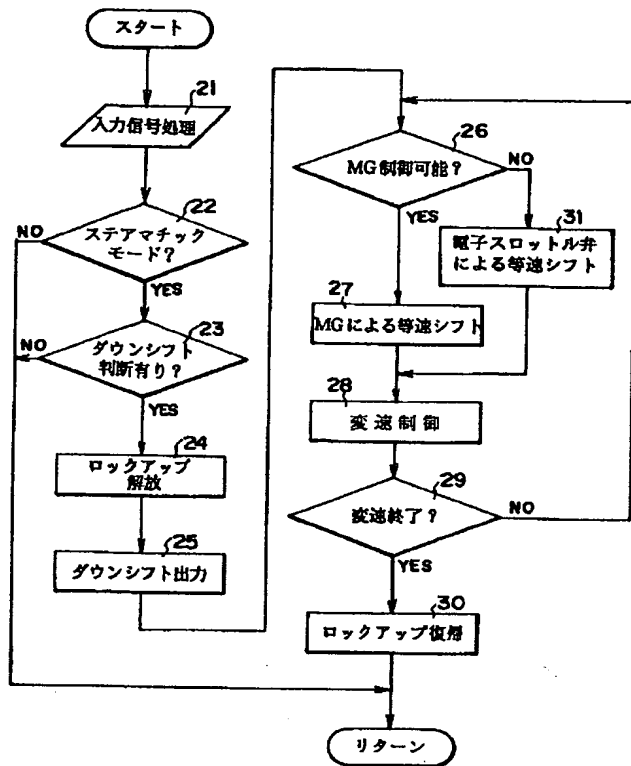 スタート
21
入力信号処理
22
ステアマチック
モード?
NO
YES
23
ダウンシフト
判断有り?
NO
YES
24
ロックアップ
解放
25
ダウンシフト出力
26
MG制御可能?
NO
YES
31
電子スロットル弁
による等速シフト
27
MGによる等速シフト
28
変速制御
29
変速終了?
NO
YES
30
ロックアップ復帰
リターン